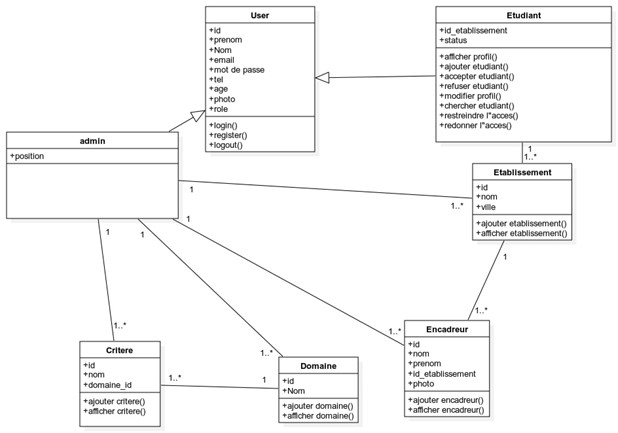 User
+id
+prenom
+Nom
+email
+mot de passe
+tel
+age
+photo
+role
+login()
+register()
+logout()
Etudiant
+id_etablissement
+status
+afficher profil()
+ajouter etudiant()
+accepter etudiant()
+refuser etudiant()
+modifier profil()
+chercher etudiant()
+restreindre l"acces()
+redonner l"acces()
admin
+position
1
1..*
Etablissement
+id
+nom
+ville
+ajouter etablissement()
+afficher etablissement()
1
1..*
1
1
1
1
1..*
1..*
1..*
1..*
Critere
+id
+nom
+domaine_id
+ajouter critere()
+afficher critere()
1..*
1
Domaine
+id
+Nom
+ajouter domaine()
+afficher domaine()
Encadreur
+id
+nom
+prenom
+id_etablissement
+photo
+ajouter encadreur()
+afficher encadreur()